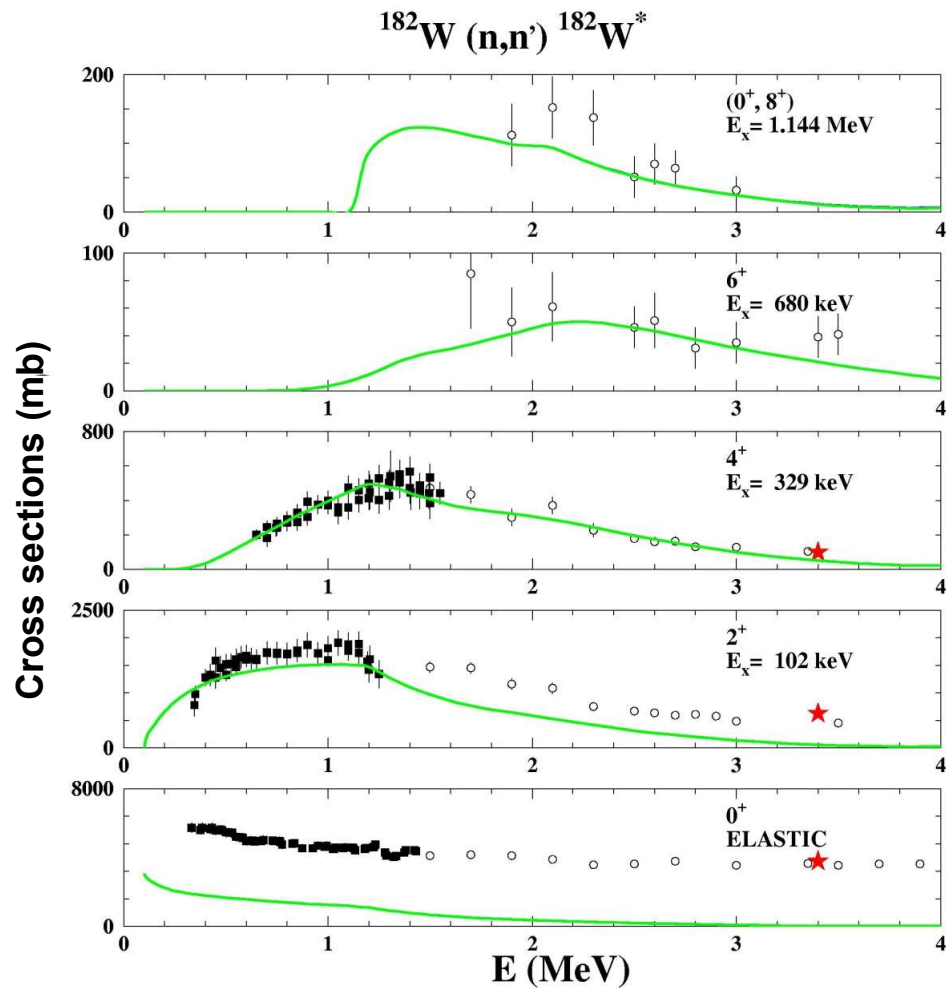 ¹⁸²W (n,n') ¹⁸²W*
200
(0⁺, 8⁺)
Eₓ= 1.144 MeV
0
0 1 2 3 4
100
6⁺
Eₓ= 680 keV
0
0 1 2 3 4
800
4⁺
Eₓ= 329 keV
0
0 1 2 3 4
2500
2⁺
Eₓ= 102 keV
0
0 1 2 3 4
8000
0⁺
ELASTIC
0
0 1 2 3 4
E (MeV)
Cross sections (mb)